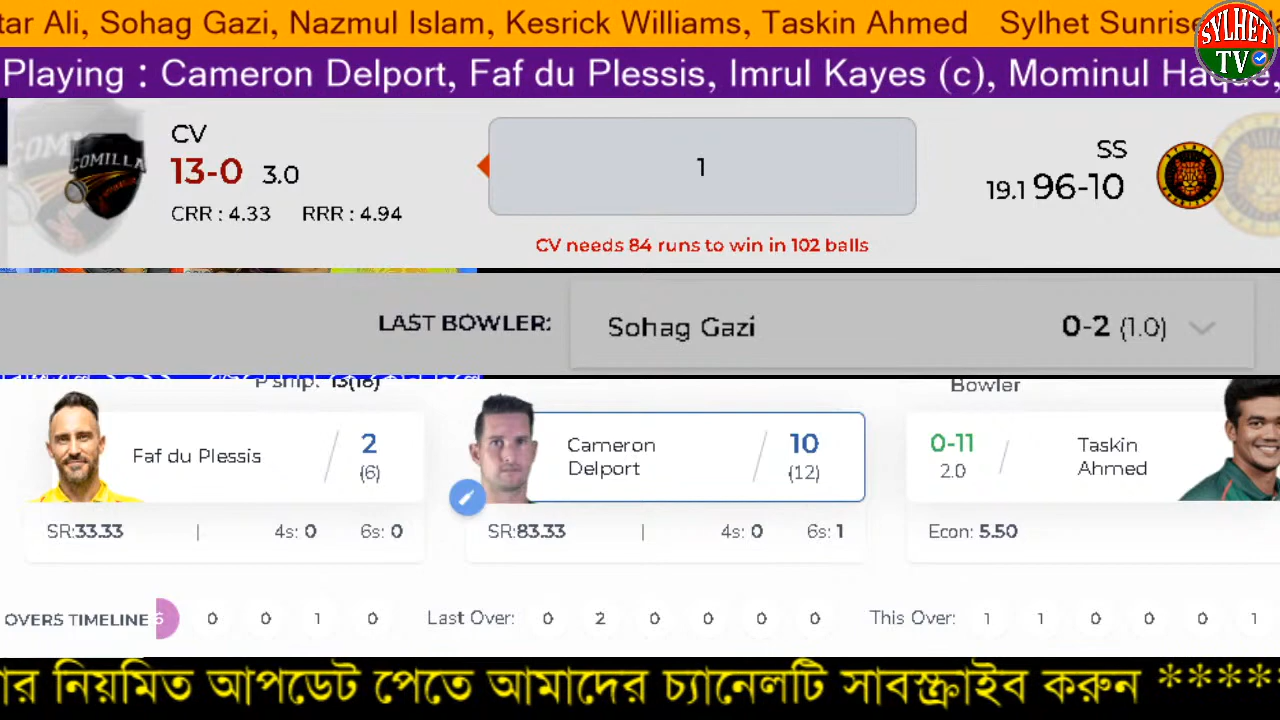 tar Ali, Sohag Gazi, Nazmul Islam, Kesrick Williams, Taskin Ahmed Sylhet Sunrise
SYLHET TV
Playing : Cameron Delport, Faf du Plessis, Imrul Kayes (c), Mominul Haque,
COMILLA
CV
13-0 3.0
CRR : 4.33 RRR : 4.94
1
CV needs 84 runs to win in 102 balls
SS
19.1 96-10
LAST BOWLER: Sohag Gazi 0-2 (1.0)
P'ship: 13(18)
Bowler
Faf du Plessis 2 (6)
SR:33.33 | 4s: 0 6s: 0
Cameron Delport 10 (12)
SR:83.33 | 4s: 0 6s: 1
0-11 2.0 Taskin Ahmed
Econ: 5.50
OVERS TIMELINE 6 0 0 1 0 Last Over: 0 2 0 0 0 0 This Over: 1 1 0 0 0 1
ার নিয়মিত আপডেট পেতে আমাদের চ্যানেলটি সাবস্ক্রাইব করুন ****